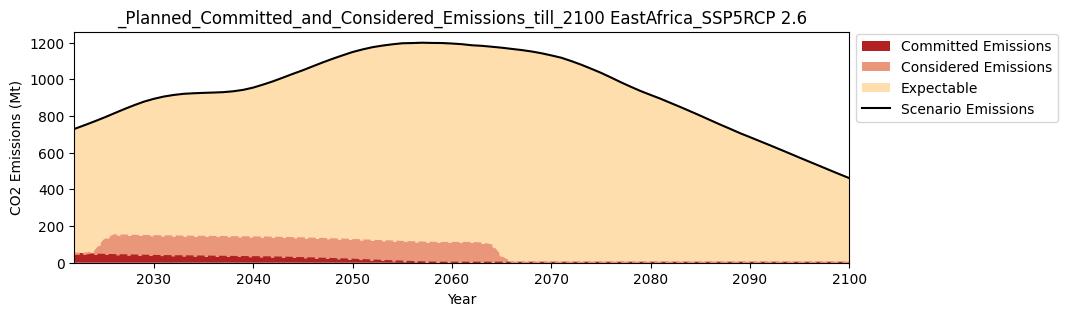 _Planned_Committed_and_Considered_Emissions_till_2100 EastAfrica_SSP5RCP 2.6
Committed Emissions
Considered Emissions
Expectable
Scenario Emissions
CO2 Emissions (Mt)
1200
1000
800
600
400
200
0
2030 2040 2050 2060 2070 2080 2090 2100
Year